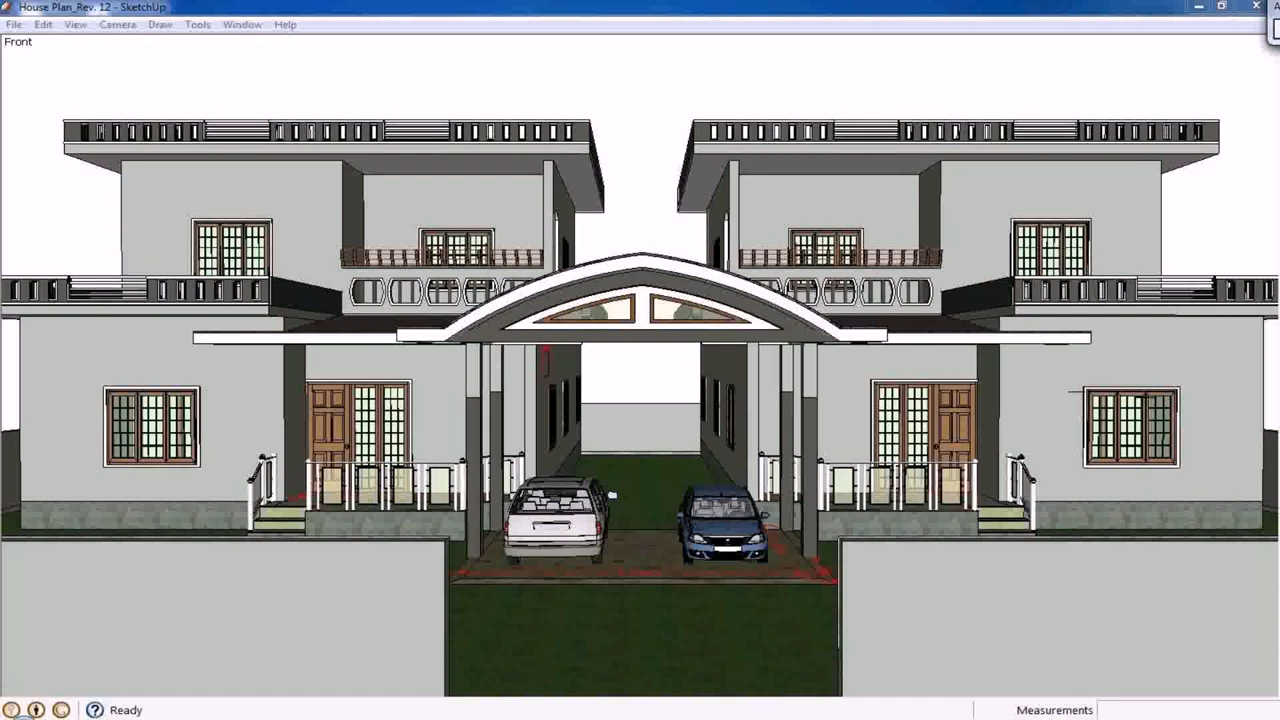 House Plan_Rev. 12 - SketchUp
File Edit View Camera Draw Tools Window Help
Front
Ready
Measurements